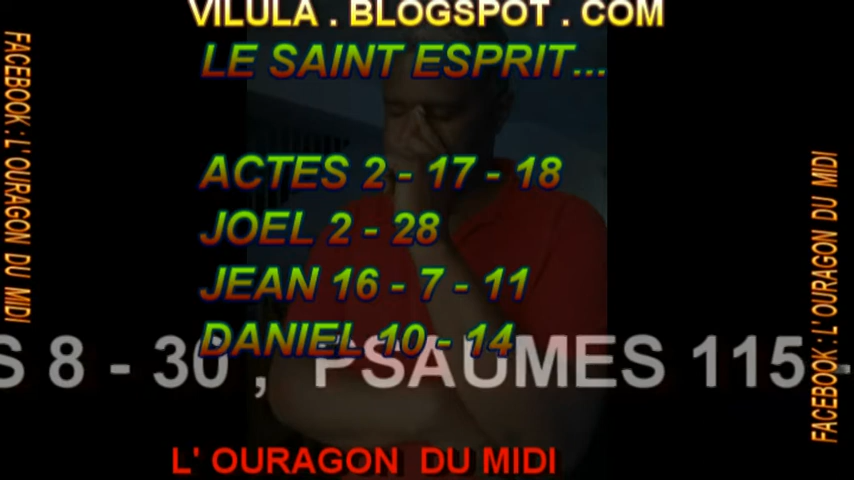 VILULA . BLOGSPOT . COM
LE SAINT ESPRIT...
ACTES 2 - 17 - 18
JOEL 2 - 28
JEAN 16 - 7 - 11
DANIEL 10 - 14
S 8 - 30 , PSAUMES 115 -
L' OURAGON DU MIDI
FACEBOOK : L' OURAGON DU MIDI
FACEBOOK : L' OURAGON DU MIDI